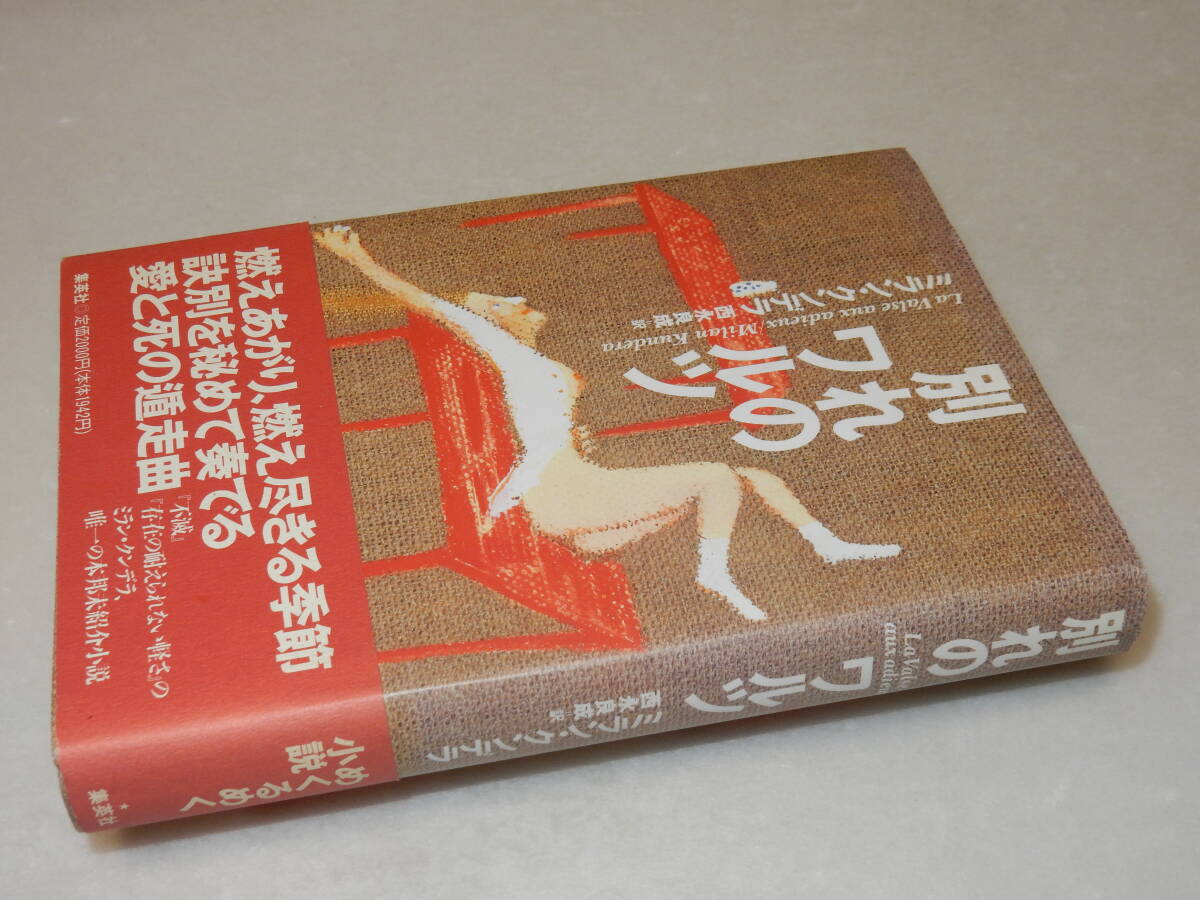 別れの
ワルツ
ミラン・クンデラ
西永良成 訳
La Valse aux adieux/Milan Kundera
燃えあがり、燃え尽きる季節
訣別を秘めて奏でる
愛と死の遁走曲
『不滅』
『存在の耐えられない軽さ』の
ミラン・クンデラ、
唯一の本邦未紹介小説
集英社 定価2000円(本体1942円)
別れの
ワルツ
La Valse
aux adieu
ミラン・クンデラ
西永良成 訳
めくるめく
小説
集英社